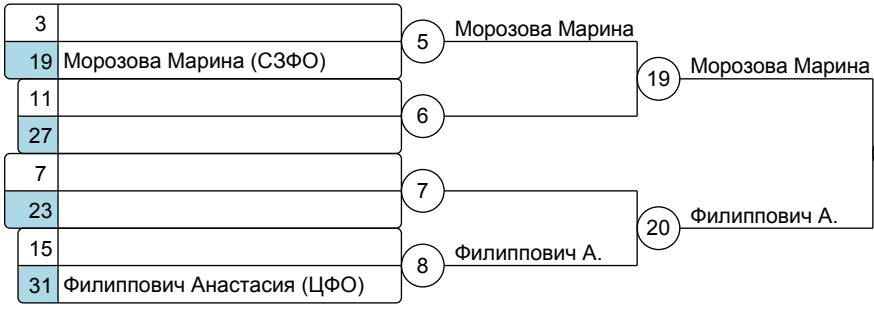 3
19 Морозова Марина (СЗФО)
5
Морозова Марина
11
27
6
19
Морозова Марина
7
23
7
15
31 Филиппович Анастасия (ЦФО)
8
Филиппович А.
20
Филиппович А.